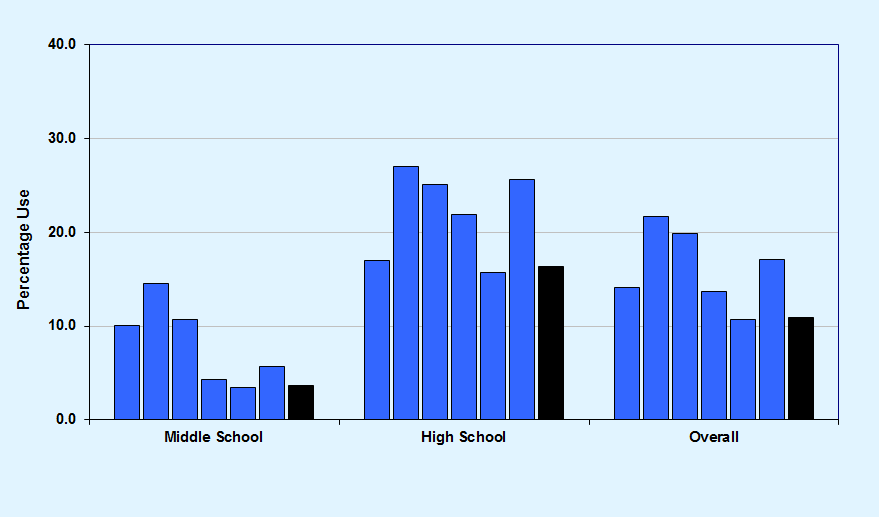 40.0
30.0
20.0
10.0
0.0
Percentage Use
Middle School
High School
Overall